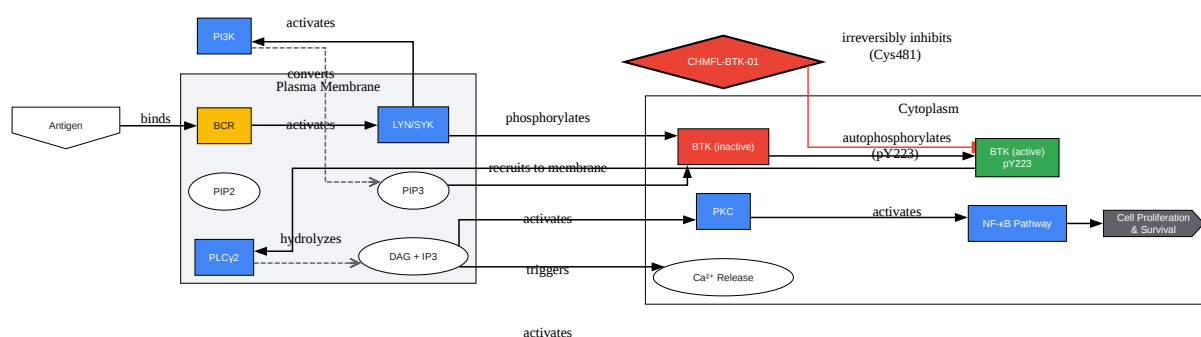 activates
PI3K
irreversibly inhibits
(Cys481)
CHMFL-BTK-01
converts
Plasma Membrane
Cytoplasm
Antigen
binds
BCR
activates
LYN/SYK
phosphorylates
BTK (inactive)
autophosphorylates
(pY223)
BTK (active)
pY223
recruits to membrane
PIP2
PIP3
PKC
activates
activates
NF-κB Pathway
Cell Proliferation
& Survival
hydrolyzes
PLCγ2
DAG + IP3
triggers
Ca²⁺ Release
activates